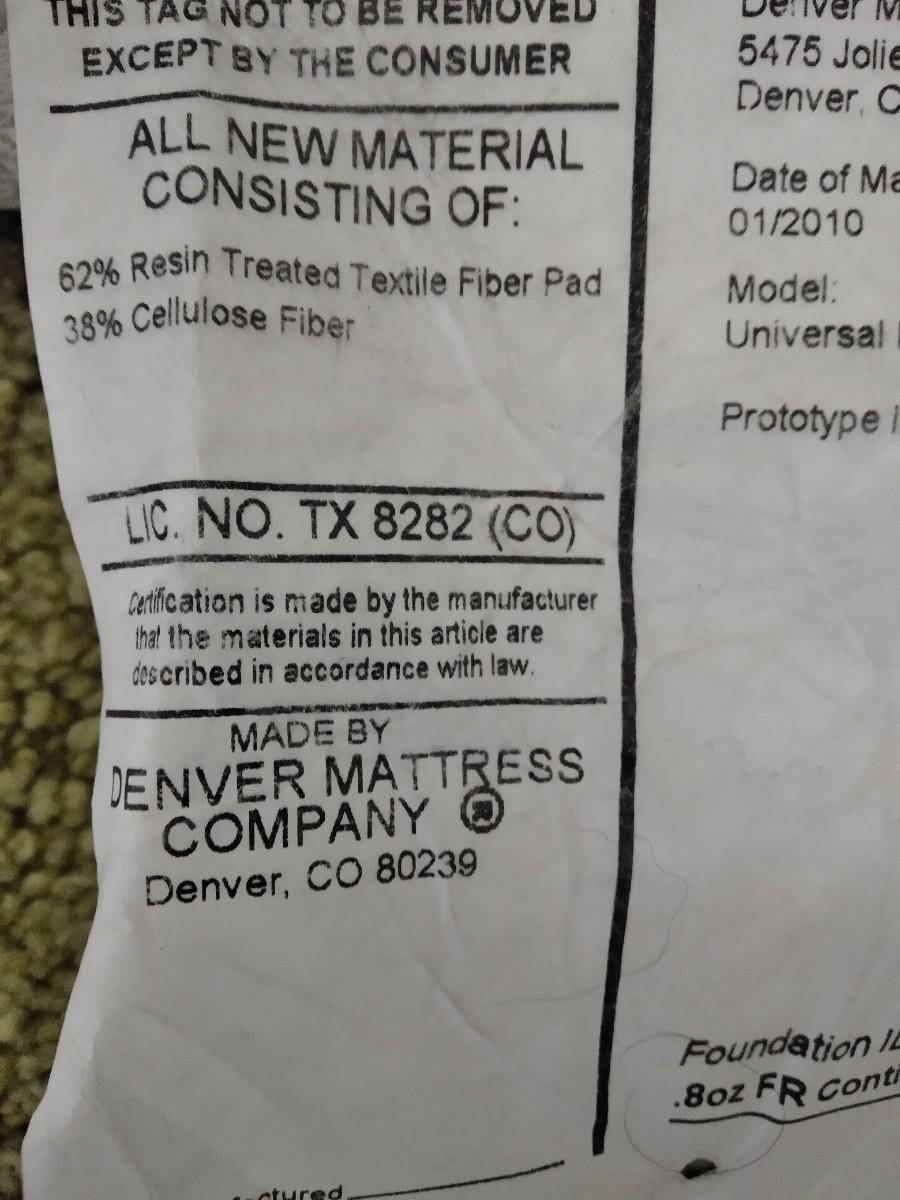 THIS TAG NOT TO BE REMOVED
EXCEPT BY THE CONSUMER
ALL NEW MATERIAL
CONSISTING OF:
62% Resin Treated Textile Fiber Pad
38% Cellulose Fiber
LIC. NO. TX 8282 (CO)
Certification is made by the manufacturer
that the materials in this article are
described in accordance with law.
MADE BY
DENVER MATTRESS
COMPANY
Denver, CO 80239
Denver M
5475 Jolie
Denver, C
Date of Ma
01/2010
Model:
Universal
Prototype
Foundation
.8oz FR Conti
ctured